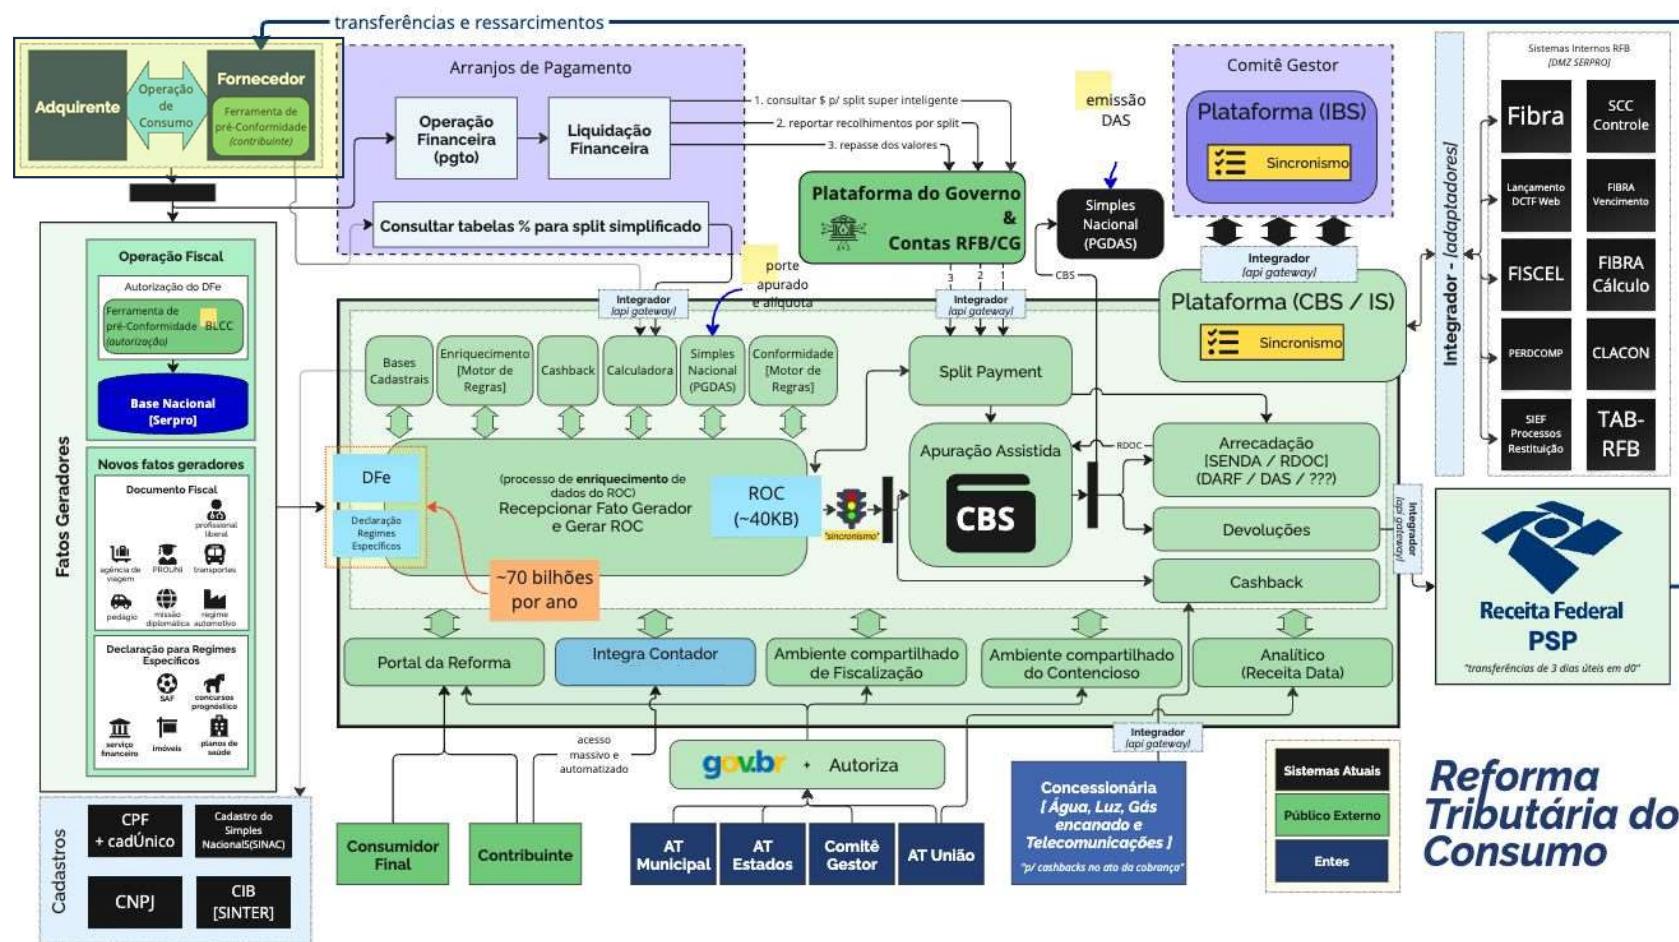 transferências e ressarcimentos
Adquirente
Operação
de
Consumo
Fornecedor
Ferramenta de
pré-Conformidade
(contribuinte)
Arranjos de Pagamento
Operação
Financeira
(pgto)
Liquidação
Financeira
1. consultar $ p/ split super inteligente
2. reportar recolhimentos por split
3. repasse dos valores
Consultar tabelas % para split simplificado
Plataforma do Governo
&
Contas RFB/CG
emissão
DAS
Simples
Nacional
(PGDAS)
CBS
Comitê Gestor
Plataforma (IBS)
Sincronismo
Integrador
[api gateway]
Plataforma (CBS / IS)
Sincronismo
Integrador - [adaptadores]
Sistemas Internos RFB
[DMZ SERPRO]
Fibra
SCC
Controle
Lançamento
DCTF Web
FIBRA
Vencimento
FISCEL
FIBRA
Cálculo
PERDCOMP
CLACON
SIEF
Processos
Restituição
TAB-
RFB
Fatos Geradores
Operação Fiscal
Autorização do DFe
Ferramenta de
pré-Conformidade
(autorização)
BLCC
Base Nacional
[Serpro]
Novos fatos geradores
Documento Fiscal
profissional
liberal
agência de
viagem
PROUNI
transportes
pedágio
missão
diplomática
regime
automotivo
Declaração para Regimes
Específicos
SAF
concursos
prognóstico
serviço
financeiro
imóveis
planos de
saúde
porte
apurado
e alíquota
Integrador
[api gateway]
Integrador
[api gateway]
3
2
1
Bases
Cadastrais
Enriquecimento
[Motor de
Regras]
Cashback
Calculadora
Simples
Nacional
(PGDAS)
Conformidade
[Motor de
Regras]
Split Payment
DFe
Declaração
Regimes
Específicos
(processo de enriquecimento de
dados do ROC)
Recepcionar Fato Gerador
e Gerar ROC
ROC
(~40KB)
"sincronismo"
~70 bilhões
por ano
Apuração Assistida
CBS
RDOC
Arrecadação
[SENDA / RDOC]
(DARF / DAS / ???)
Devoluções
Cashback
Integrador
[api gateway]
Receita Federal
PSP
"transferências de 3 dias úteis em d0"
Portal da Reforma
Integra Contador
Ambiente compartilhado
de Fiscalização
Ambiente compartilhado
do Contencioso
Analítico
(Receita Data)
acesso
massivo e
automatizado
gov.br + Autoriza
Integrador
[api gateway]
Cadastros
CPF
+ cadÚnico
Cadastro do
Simples
NacionalS(SINAC)
CNPJ
CIB
[SINTER]
Consumidor
Final
Contribuinte
AT
Municipal
AT
Estados
Comitê
Gestor
AT União
Concessionária
[ Água, Luz, Gás
encanado e
Telecomunicações ]
"p/ cashbacks no ato da cobrança"
Sistemas Atuais
Público Externo
Entes
Reforma
Tributária do
Consumo